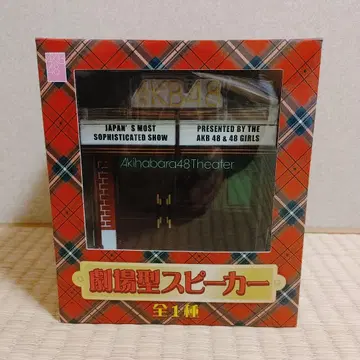 AKB48
JAPAN'S MOST
SOPHISTICATED SHOW
PRESENTED BY THE
AKB 48 & 48 GIRLS
Akihabara48Theater
劇場型スピーカー
全1種